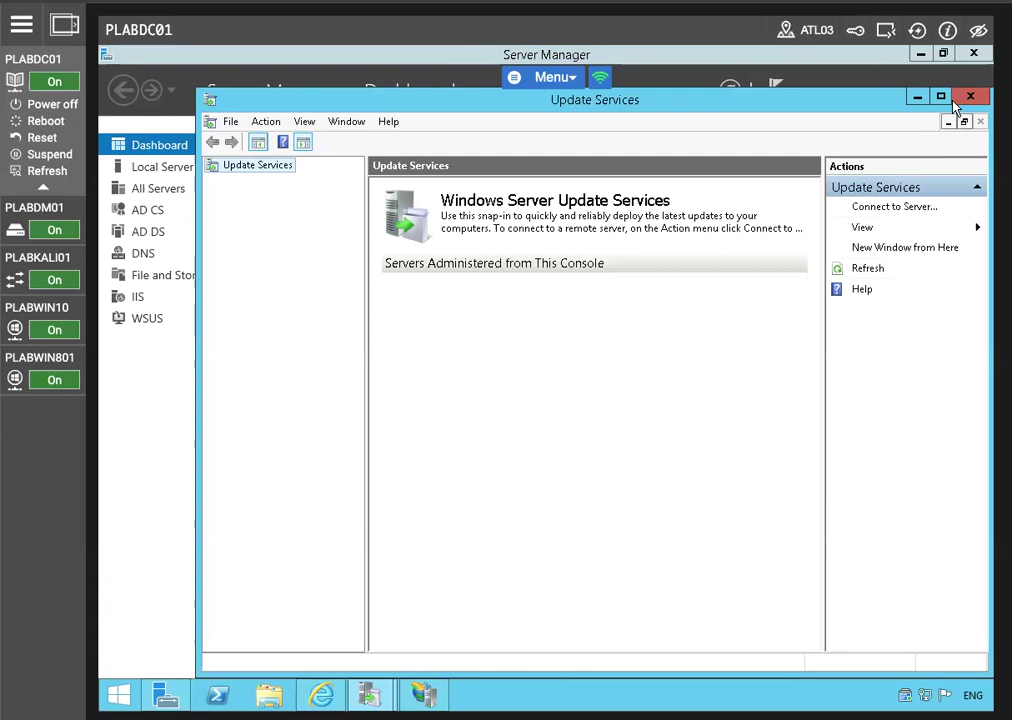 PLABDC01
ATL03
PLABDC01
On
Power off
Reboot
Reset
Suspend
Refresh
PLABDM01
On
PLABKALI01
On
PLABWIN10
On
PLABWIN801
On
Server Manager
Menu
Update Services
File Action View Window Help
Dashboard
Local Server
All Servers
AD CS
AD DS
DNS
File and Stor
IIS
WSUS
Update Services
Update Services
Windows Server Update Services
Use this snap-in to quickly and reliably deploy the latest updates to your
computers. To connect to a remote server, on the Action menu click Connect to ...
Servers Administered from This Console
Actions
Update Services
Connect to Server...
View
New Window from Here
Refresh
Help
ENG